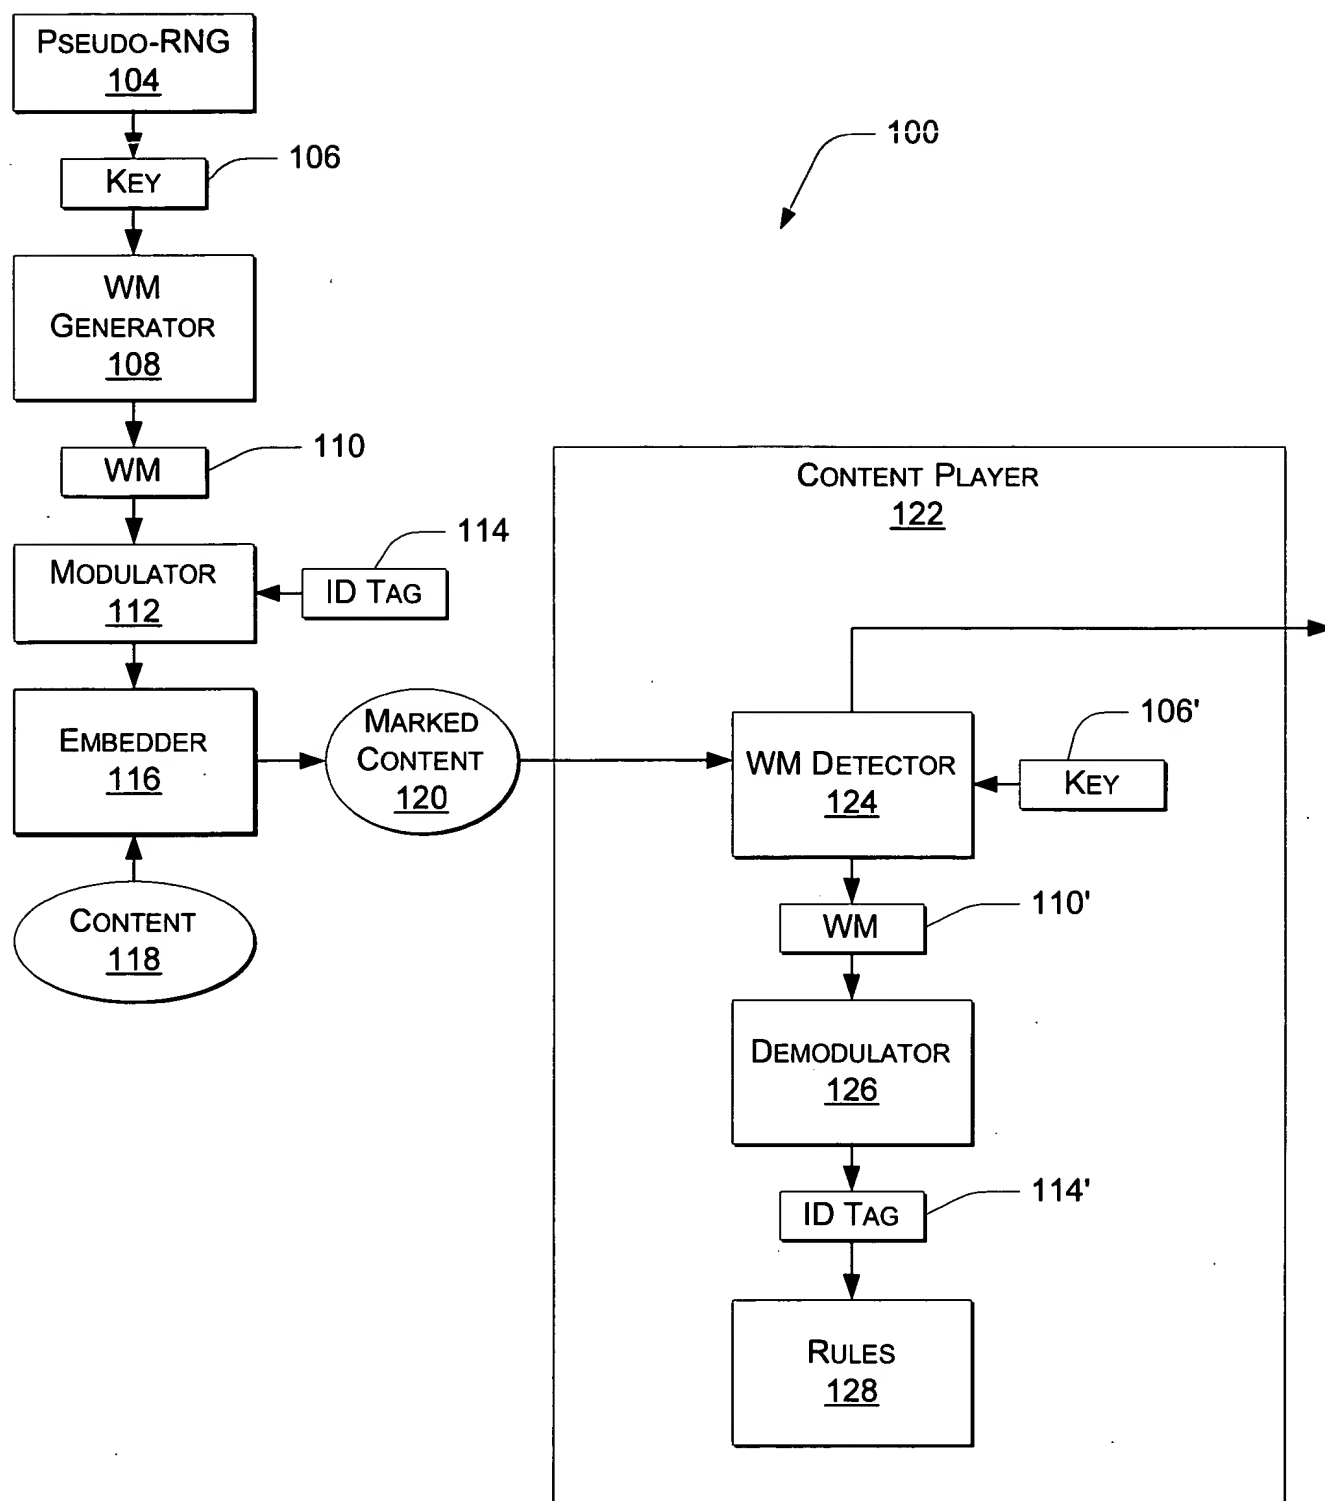 PSEUDO-RNG
104
100
106
KEY
WM
GENERATOR
108
110
WM
CONTENT PLAYER
122
114
MODULATOR
112
ID TAG
EMBEDDER
116
MARKED
CONTENT
120
WM DETECTOR
124
106'
KEY
CONTENT
118
110'
WM
DEMODULATOR
126
114'
ID TAG
RULES
128